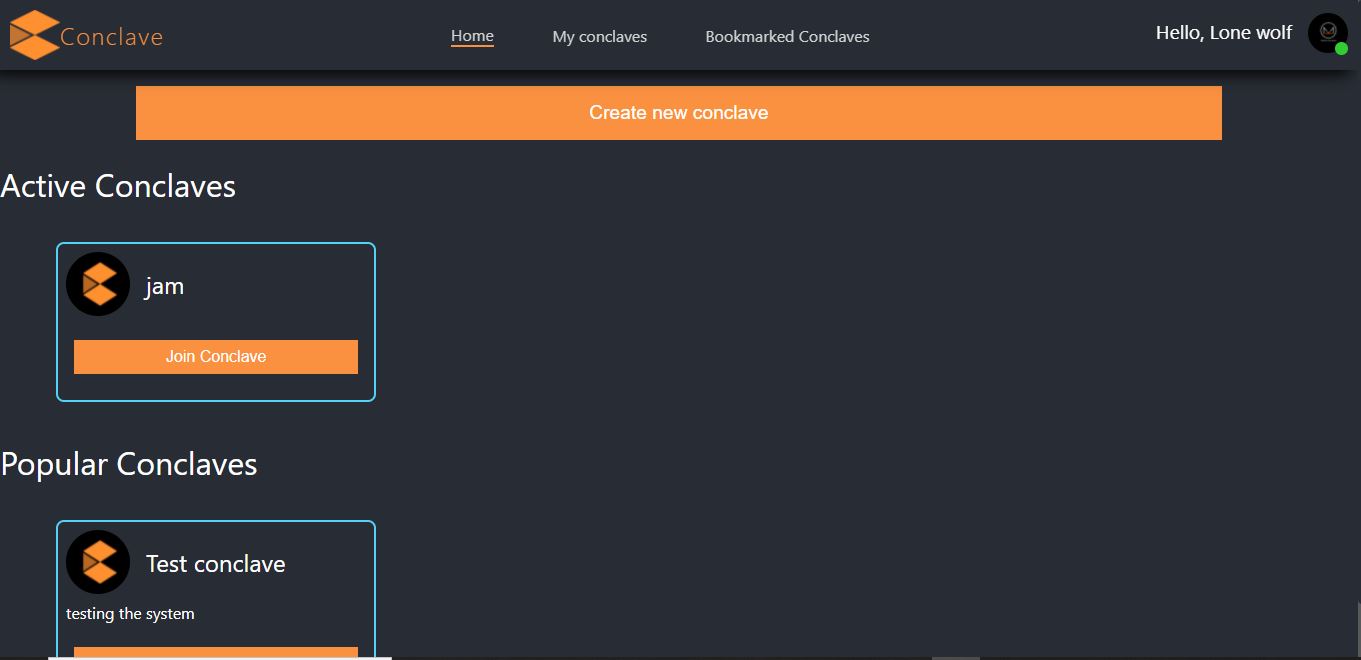 Conclave
Home
My conclaves
Bookmarked Conclaves
Hello, Lone wolf
Create new conclave
Active Conclaves
jam
Join Conclave
Popular Conclaves
Test conclave
testing the system